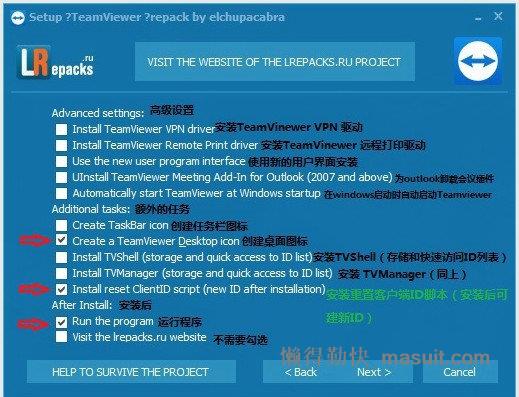 Setup ?TeamViewer ?repack by elchupacabra
LRepacks.ru
VISIT THE WEBSITE OF THE LREPACKS.RU PROJECT
Advanced settings: 高级设置
Install TeamViewer VPN driver安装TeamVinewer VPN 驱动
Install TeamViewer Remote Print driver 安装TeamVinewer 远程打印驱动
Use the new user program interface 使用新的用户界面安装
UInstall TeamViewer Meeting Add-In for Outlook (2007 and above) 为outlook卸载会议插件
Automatically start TeamViewer at Windows startup 在windows启动时自动启动Teamviewer
Additional tasks: 额外的任务
Create TaskBar icon 创建任务栏图标
Create a TeamViewer Desktop icon 创建桌面图标
Install TVShell (storage and quick access to ID list)安装TVShell（存储和快速访问ID列表）
Install TVManager (storage and quick access to ID list) 安装 TVManager（同上）
Install reset ClientID script (new ID after installation)安装重置客户端ID脚本（安装后可
建新ID）
After Install: 安装后
Run the program 运行程序
Visit the lrepacks.ru website 不需要勾选
懒得勤快 masuit.com
HELP TO SURVIVE THE PROJECT
< Back
Next >
Cancel